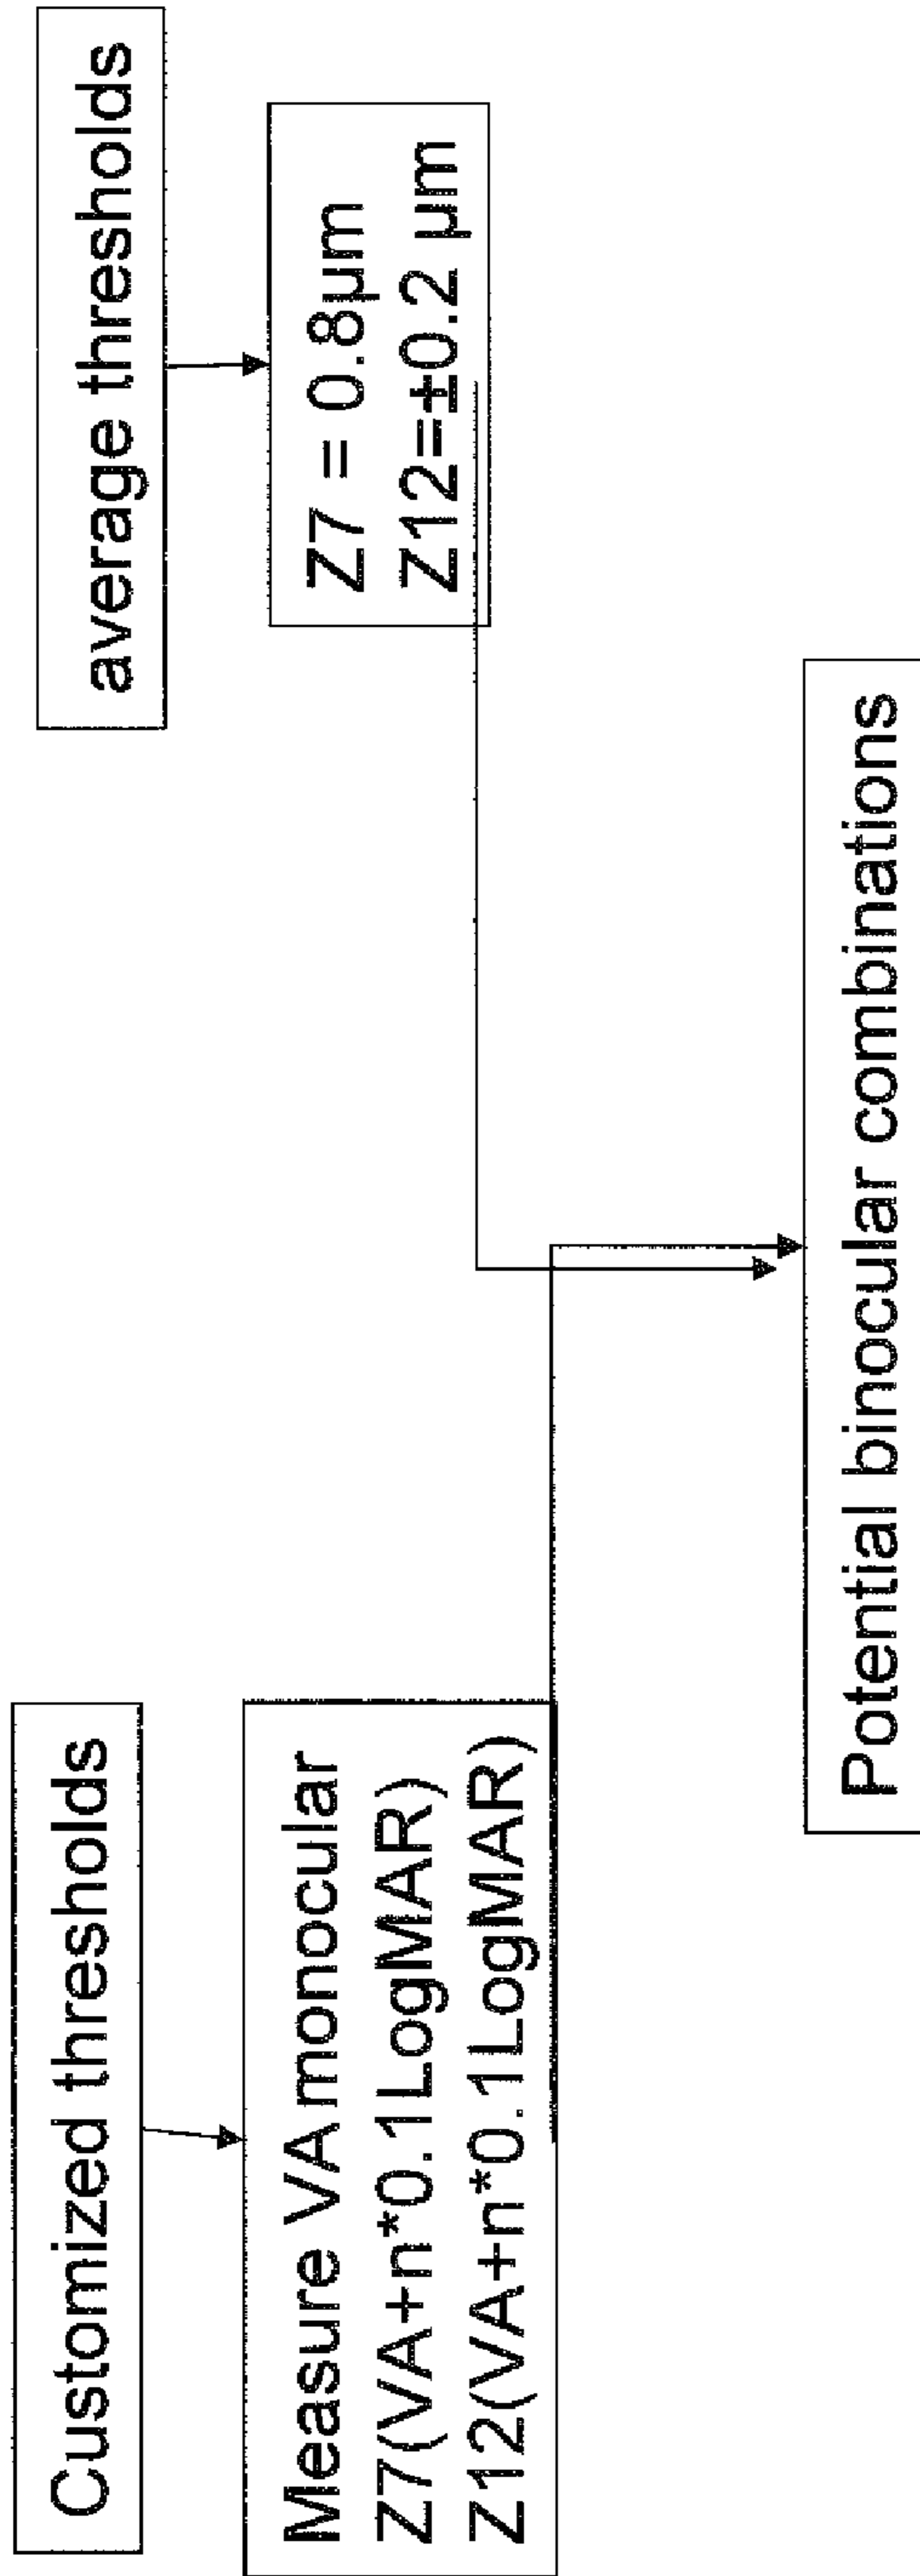 Customized thresholds
Measure VA monocular
Z7(VA+n*0.1LogMAR)
Z12(VA+n*0.1LogMAR)
average thresholds
Z7 = 0.8µm
Z12=±0.2 µm
Potential binocular combinations